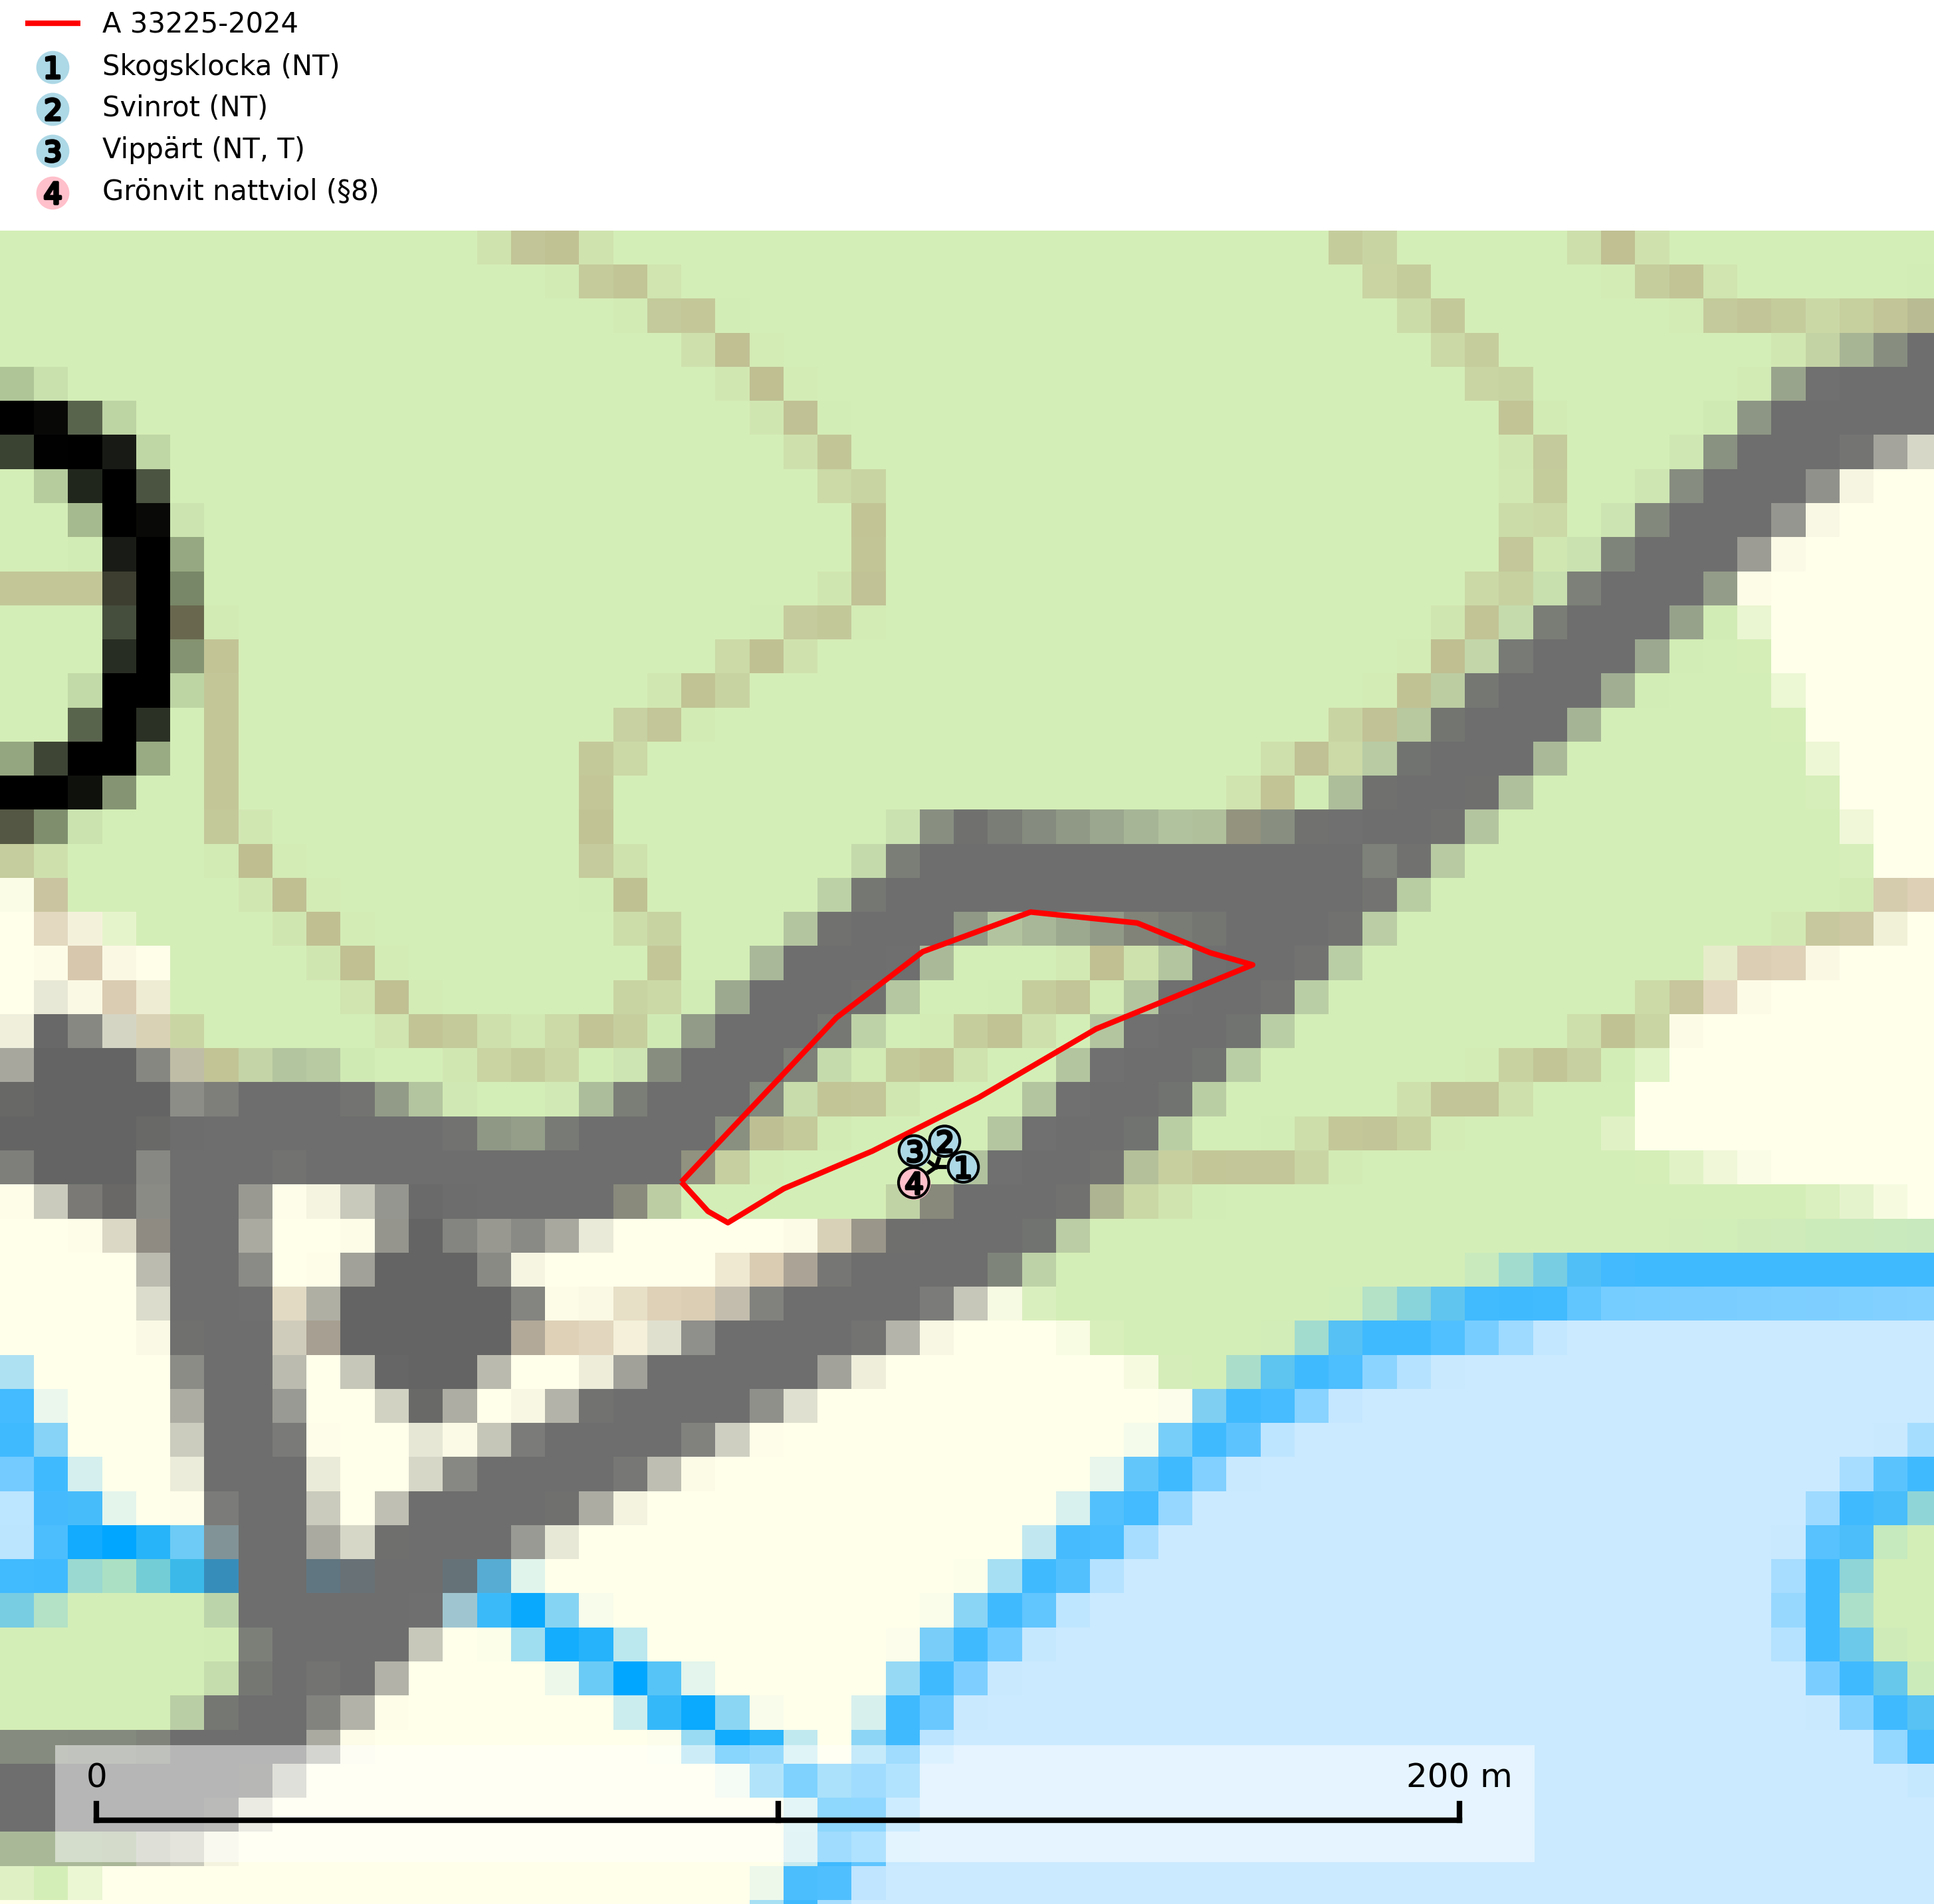 A 33225-2024
1 Skogsklocka (NT)
2 Svinrot (NT)
3 Vippärt (NT, T)
4 Grönvit nattviol (§8)
3 2
1
4
0 200 m